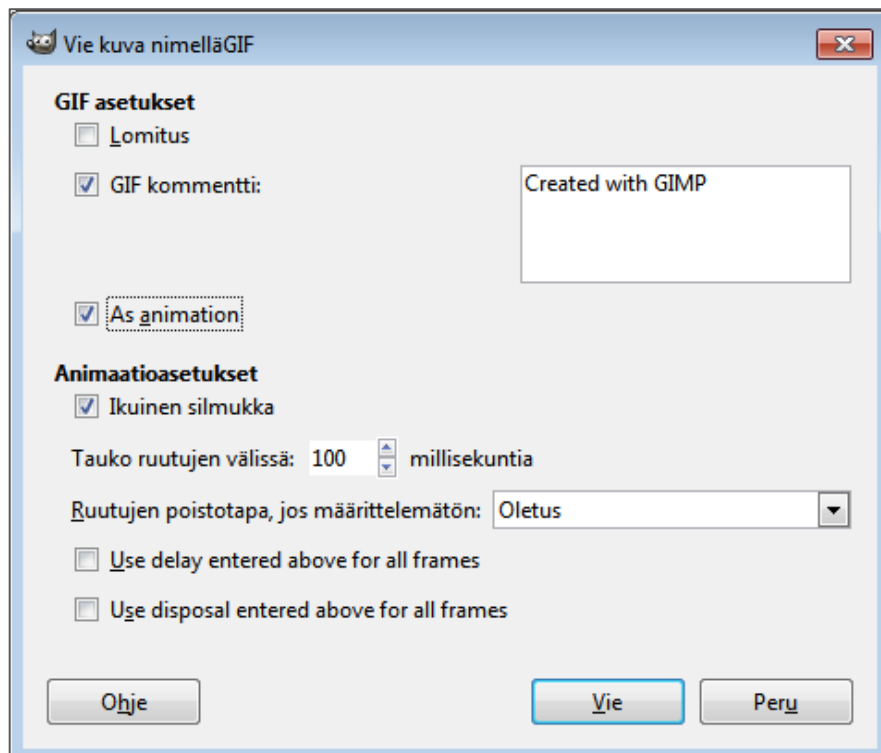 Vie kuva nimelläGIF
GIF asetukset
Lomitus
GIF kommentti:
Created with GIMP
As animation
Animaatioasetukset
Ikuinen silmukka
Tauko ruutujen välissä: 100 millisekuntia
Ruutujen poistotapa, jos määrittelemätön: Oletus
Use delay entered above for all frames
Use disposal entered above for all frames
Ohje Vie Peru